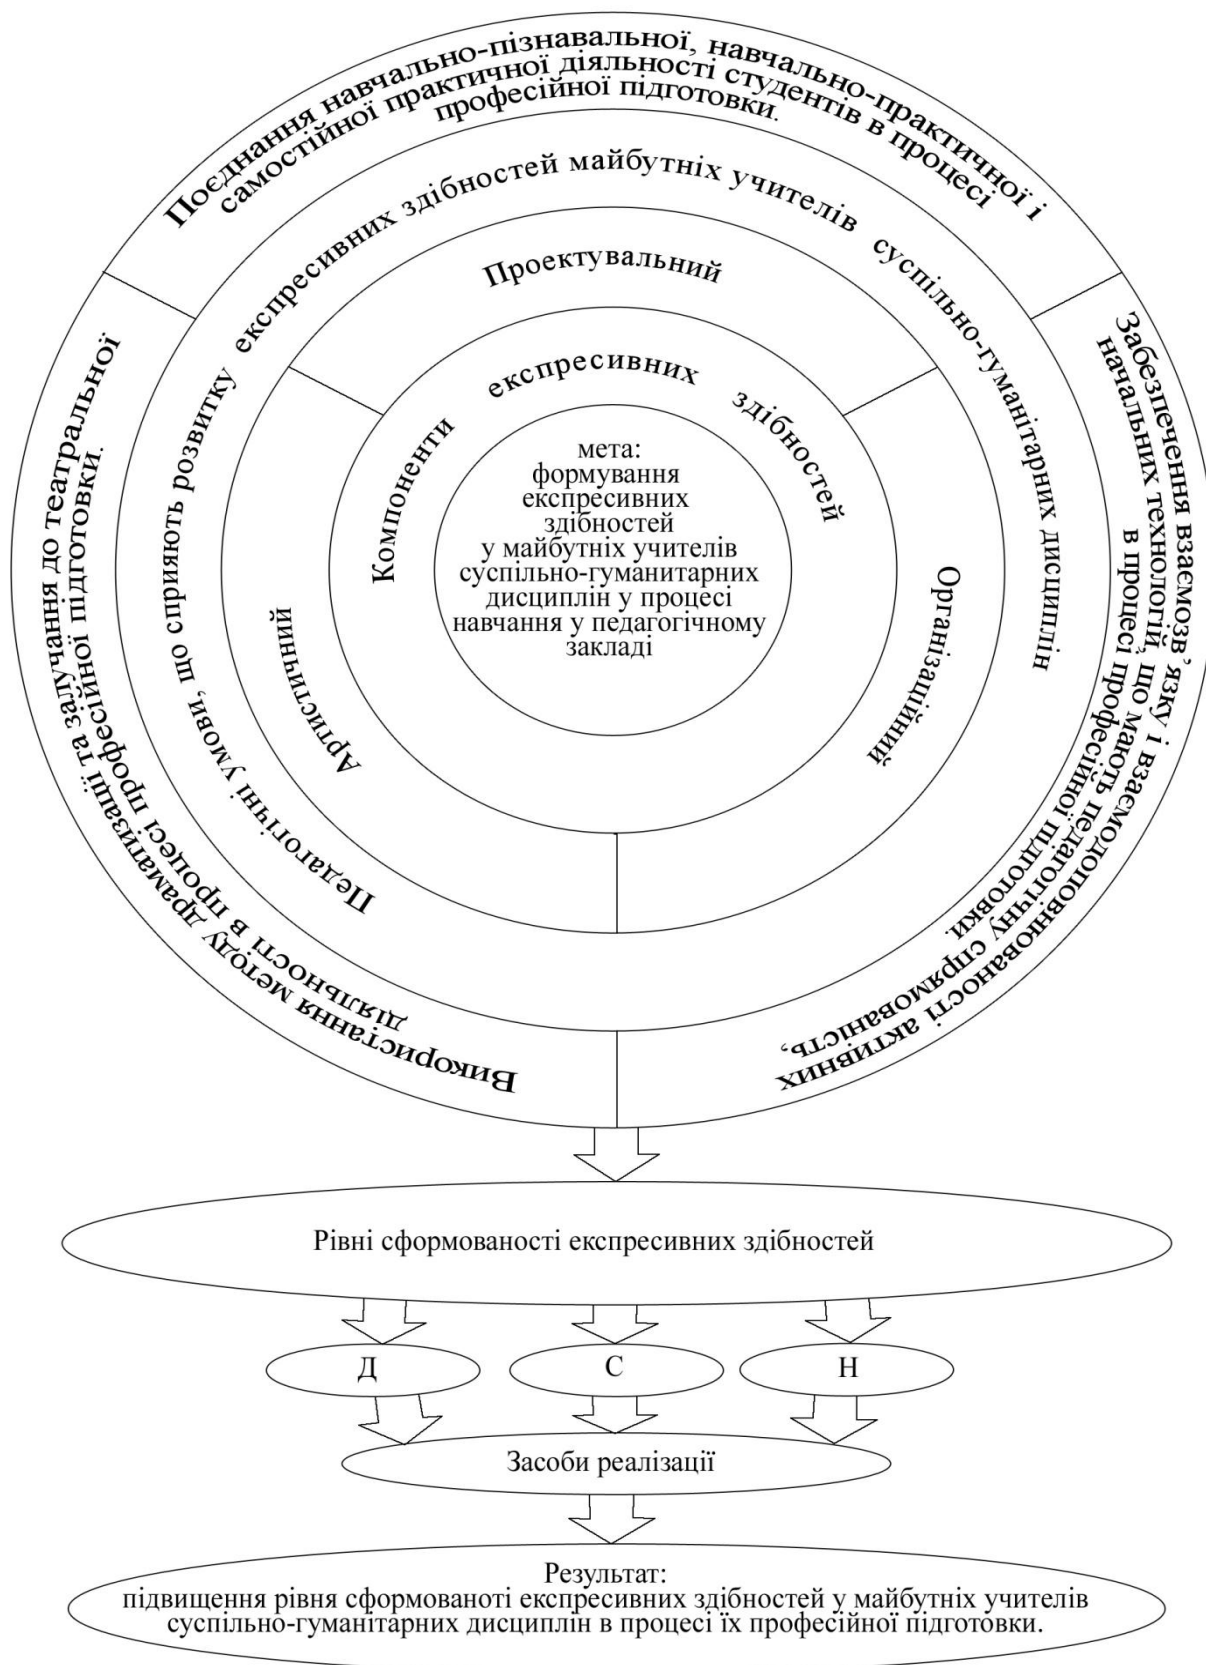 Поєднання навчально-пізнавальної, навчально-практичної і
самостійної практичної діяльності студентів в процесі
професійної підготовки.
Забезпечення взаємозв’язку і взаємодоповнюваності активних
начальних технологій, що мають педагогічну спрямованість,
в процесі професійної підготовки.
Використання методу драматизації та залучання до театральної
діяльності в процесі професійної підготовки.
Педагогічні умови, що сприяють розвитку експресивних здібностей майбутніх учителів суспільно-гуманітарних дисциплін
Проектувальний
Організаційний
Артистичний
Компоненти експресивних здібностей
мета:
формування
експресивних
здібностей
у майбутніх учителів
суспільно-гуманитарних
дисциплін у процесі
навчання у педагогічному
закладі
Рівні сформованості експресивних здібностей
Д
С
Н
Засоби реалізації
Результат:
підвищення рівня сформованоті експресивних здібностей у майбутніх учителів
суспільно-гуманітарних дисциплін в процесі їх професійної підготовки.